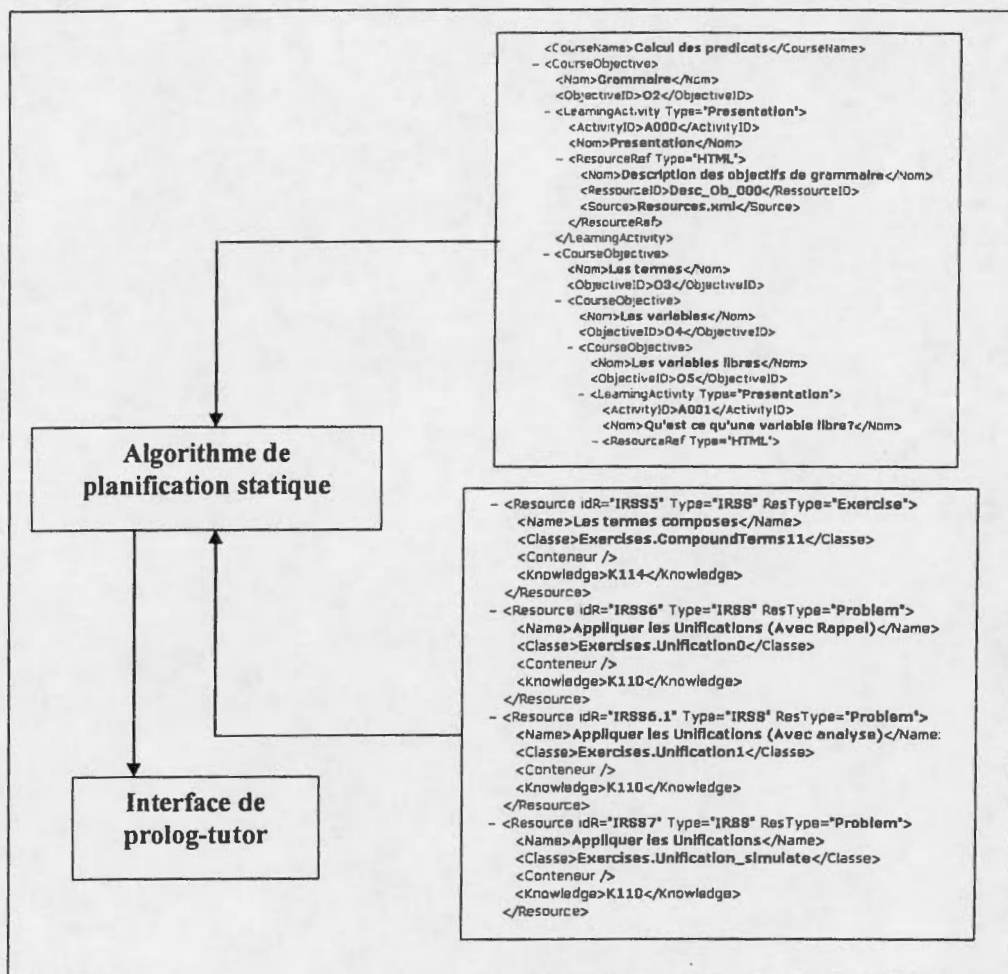 <CourseName>Calcul des predicats</CourseName>
- <CourseObjective>
<Nom>Grammaire</Nom>
<ObjectiveID>O2</ObjectiveID>
- <LearningActivity Type="Presentation">
<ActivityID>A000</ActivityID>
<Nom>Presentation</Nom>
- <ResourceRef Type="HTML">
<Nom>Description des objectifs de grammaire</Nom>
<RessourceID>Desc_Ob_000</RessourceID>
<Source>Resources.xml</Source>
</ResourceRef>
</LearningActivity>
- <CourseObjective>
<Nom>Les termes</Nom>
<ObjectiveID>O3</ObjectiveID>
- <CourseObjective>
<Nom>Les variables</Nom>
<ObjectiveID>O4</ObjectiveID>
- <CourseObjective>
<Nom>Les variables libres</Nom>
<ObjectiveID>O5</ObjectiveID>
- <LearningActivity Type="Presentation">
<ActivityID>A001</ActivityID>
<Nom>Qu'est ce qu'une variable libre?</Nom>
- <ResourceRef Type="HTML">
Algorithme de
planification statique
- <Resource idR="IRSS5" Type="IRSS" ResType="Exercise">
<Name>Les termes composes</Name>
<Classe>Exercises.CompoundTerms11</Classe>
<Conteneur />
<Knowledge>K114</Knowledge>
</Resource>
- <Resource idR="IRSS6" Type="IRSS" ResType="Problem">
<Name>Appliquer les Unifications (Avec Rappel)</Name>
<Classe>Exercises.Unification0</Classe>
<Conteneur />
<Knowledge>K110</Knowledge>
</Resource>
- <Resource idR="IRSS6.1" Type="IRSS" ResType="Problem">
<Name>Appliquer les Unifications (Avec analyse)</Name:
<Classe>Exercises.Unification1</Classe>
<Conteneur />
<Knowledge>K110</Knowledge>
</Resource>
- <Resource idR="IRSS7" Type="IRSS" ResType="Problem">
<Name>Appliquer les Unifications</Name>
<Classe>Exercises.Unification_simulate</Classe>
<Conteneur />
<Knowledge>K110</Knowledge>
</Resource>
Interface de
prolog-tutor